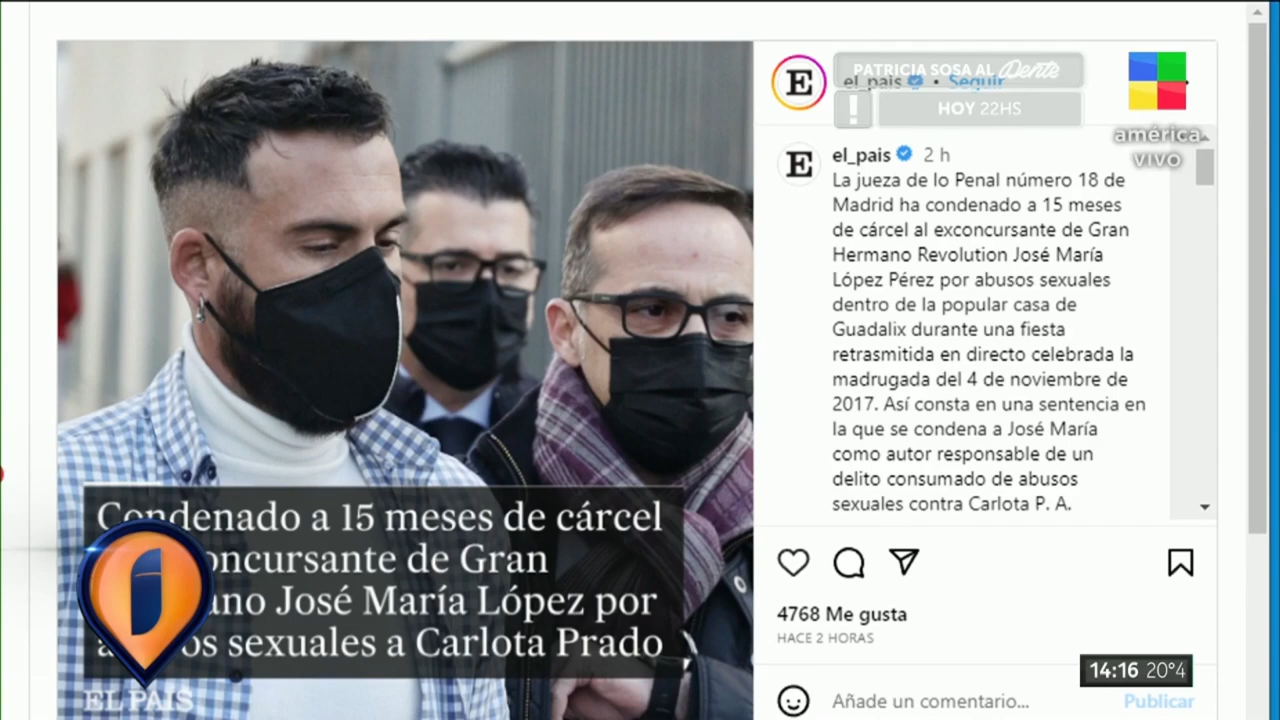 Condenado a 15 meses de cárcel
oncursante de Gran
ano José María López por
os sexuales a Carlota Prado
EL PAIS
E
el_pais • Seguir
PATRICIA SOSA AL Dente
! HOY 22HS
américa
VIVO
E
el_pais 2 h
La jueza de lo Penal número 18 de
Madrid ha condenado a 15 meses
de cárcel al exconcursante de Gran
Hermano Revolution José María
López Pérez por abusos sexuales
dentro de la popular casa de
Guadalix durante una fiesta
retrasmitida en directo celebrada la
madrugada del 4 de noviembre de
2017. Así consta en una sentencia en
la que se condena a José María
como autor responsable de un
delito consumado de abusos
sexuales contra Carlota P. A.
4768 Me gusta
HACE 2 HORAS
14:16 20°4
Añade un comentario...
Publicar